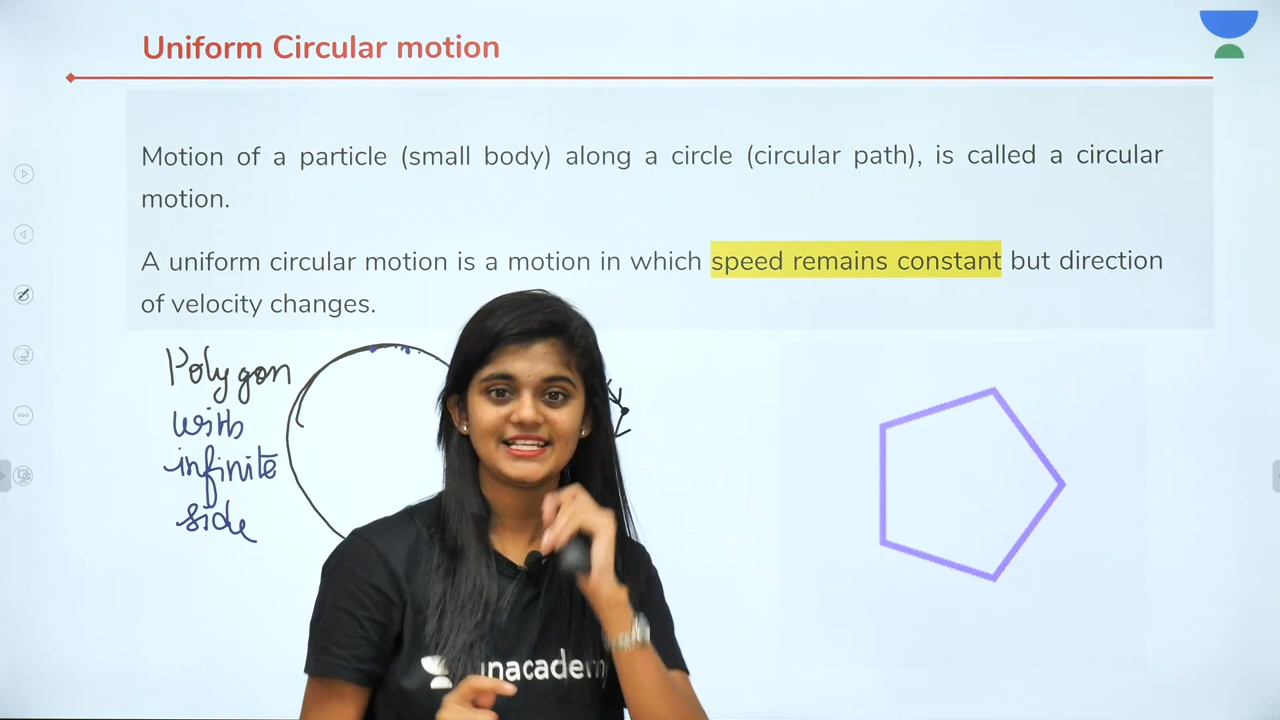 Uniform Circular motion
Motion of a particle (small body) along a circle (circular path), is called a circular
motion.
A uniform circular motion is a motion in which speed remains constant but direction
of velocity changes.
Polygon
with
infinite
side
unacademy